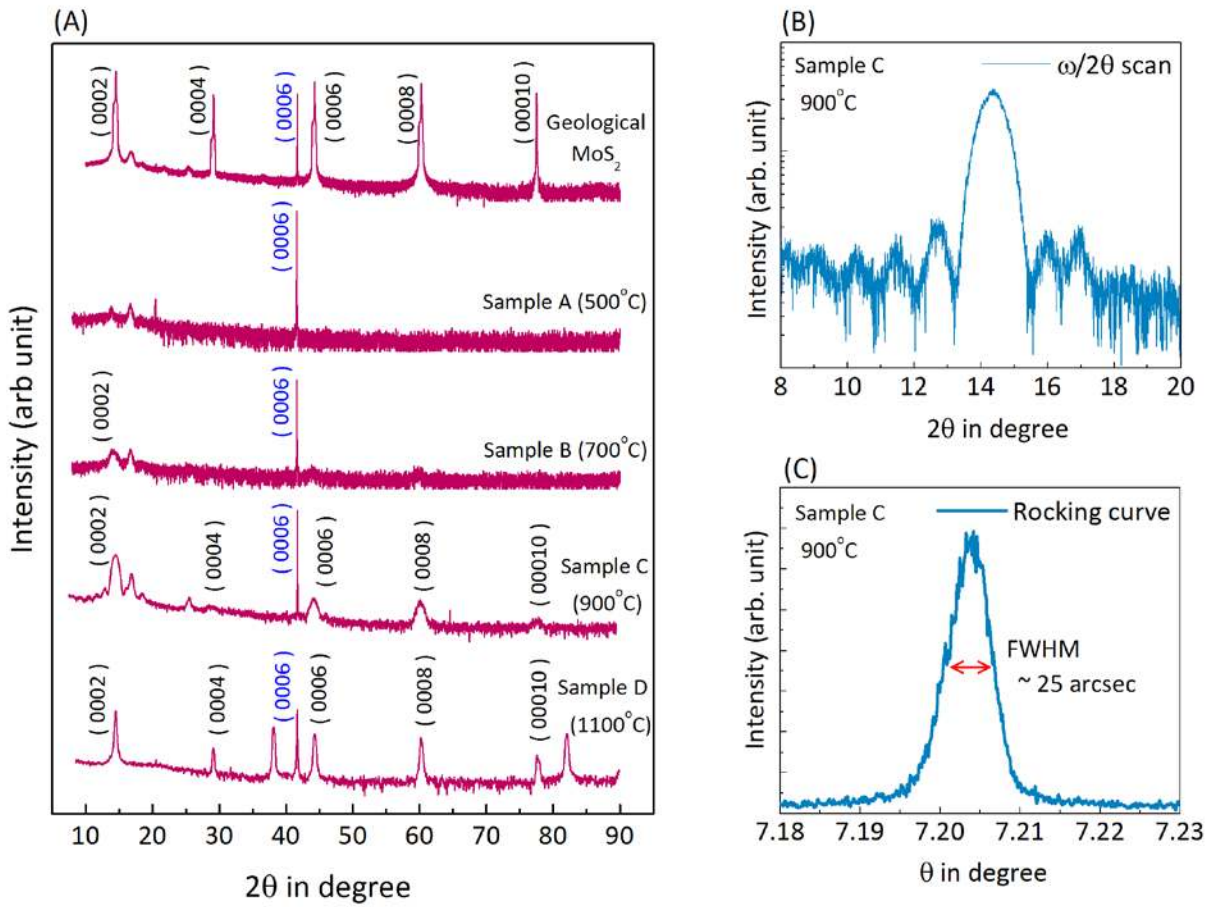 (A)
Intensity (arb unit)
( 0002 )
( 0004 )
( 0006 )
( 0006 )
( 0008 )
( 00010 )
Geological
MoS2
( 0006 )
Sample A (500°C)
( 0002 )
( 0006 )
Sample B (700°C)
( 0002 )
( 0004 )
( 0006 )
( 0006 )
( 0008 )
( 00010 )
Sample C
(900°C)
( 0002 )
( 0004 )
( 0006 )
( 0006 )
( 0008 )
( 00010 )
Sample D
(1100°C)
10 20 30 40 50 60 70 80 90
2θ in degree
(B)
Intensity (arb. unit)
Sample C
900°C
ω/2θ scan
8 10 12 14 16 18 20
2θ in degree
(C)
Intensity (arb. unit)
Sample C
900°C
Rocking curve
FWHM
~ 25 arcsec
7.18 7.19 7.20 7.21 7.22 7.23
θ in degree